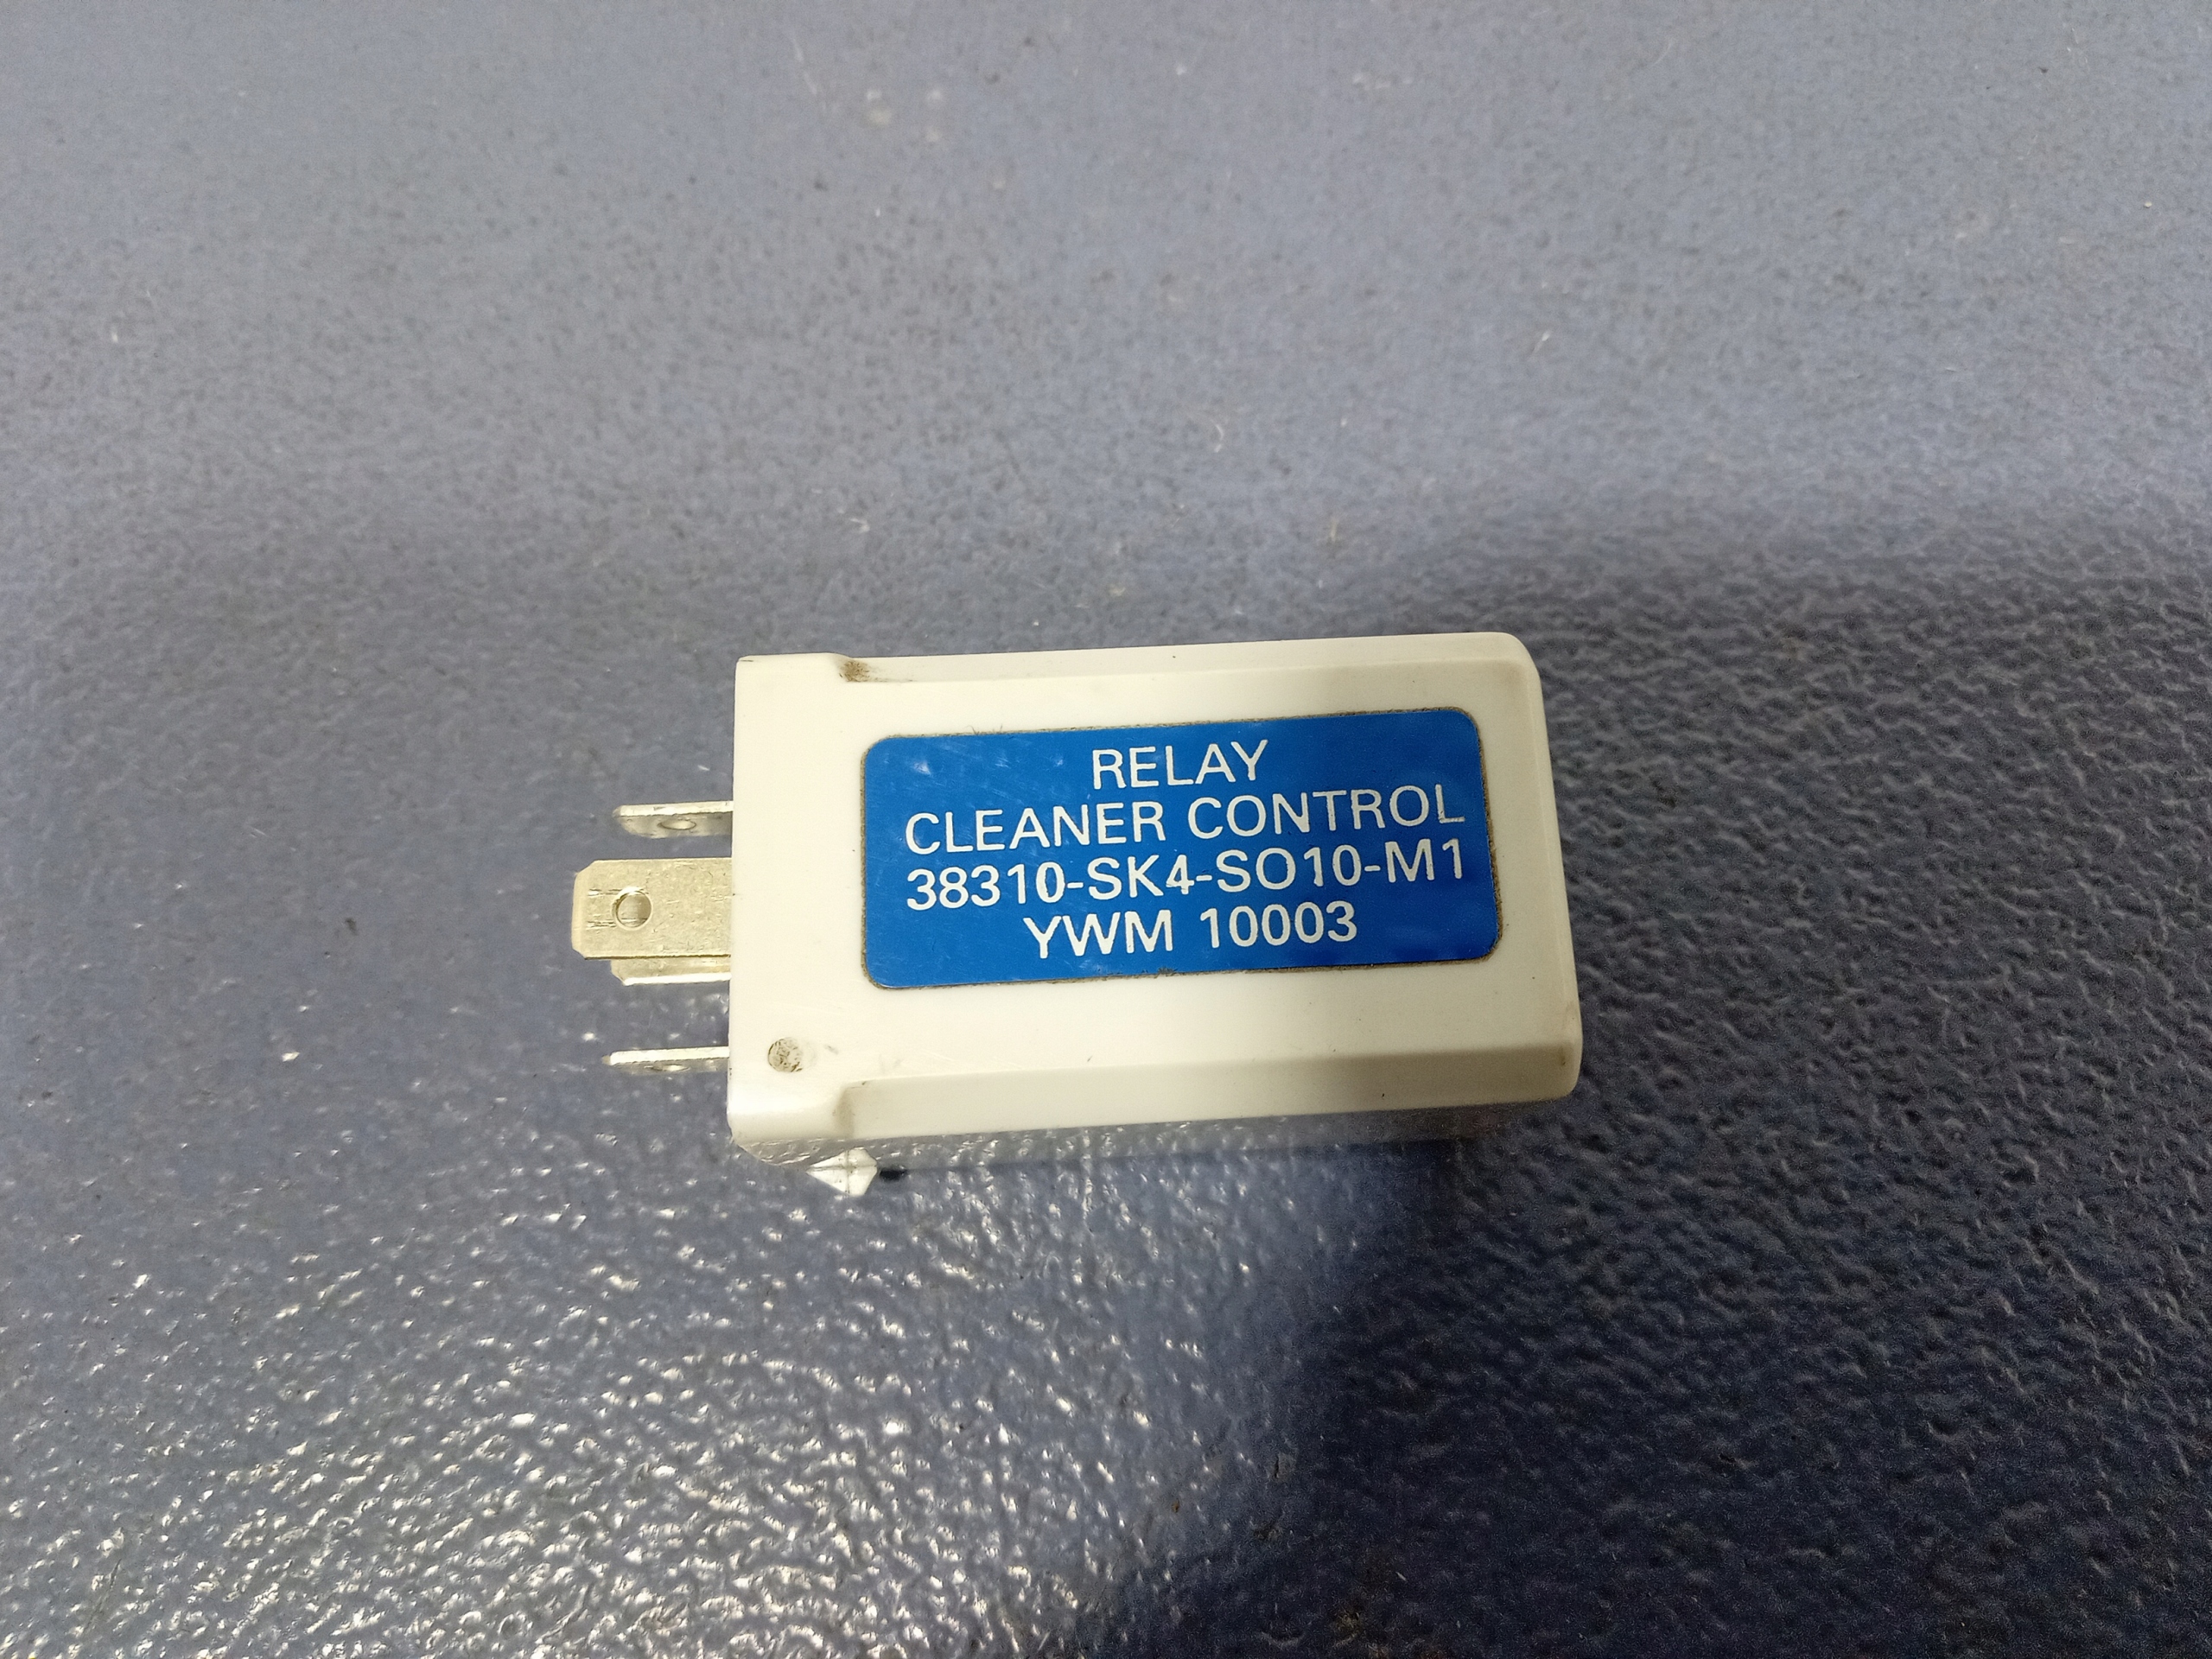 RELAY
CLEANER CONTROL
38310-SK4-SO10-M1
YWM 10003